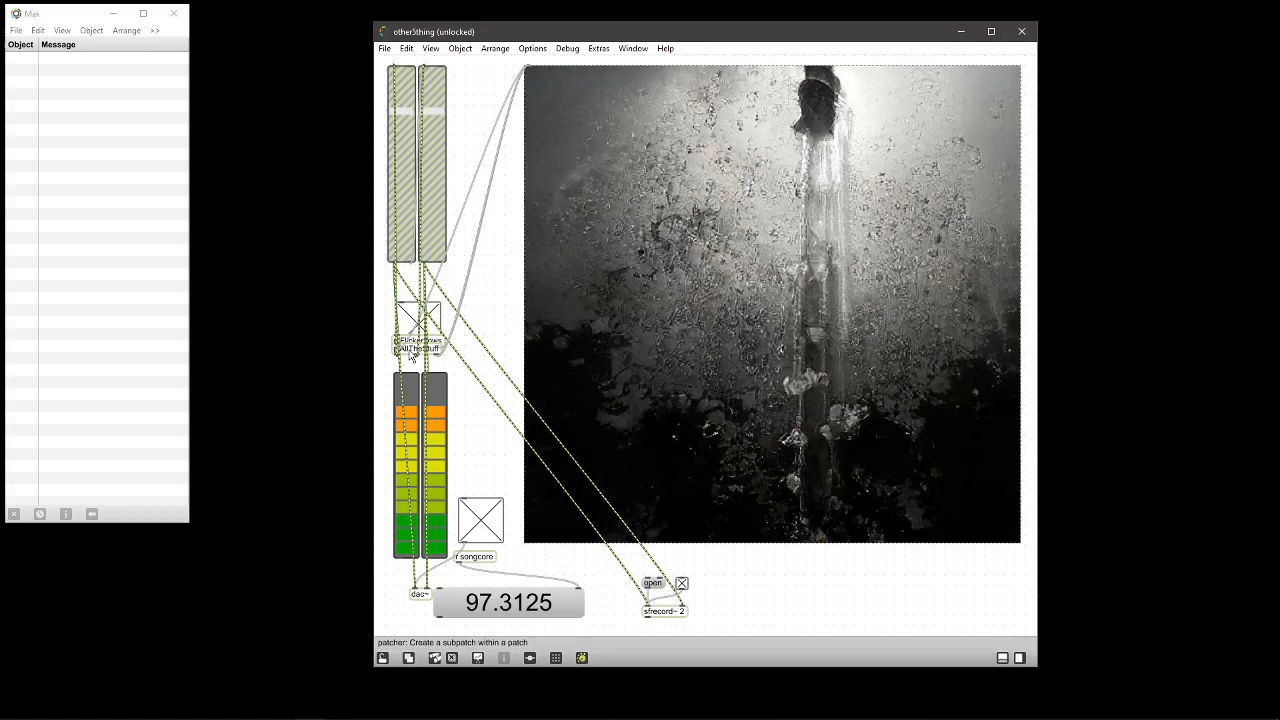 Max
File Edit View Object Arrange >>
Object Message
other5thing (unlocked)
File Edit View Object Arrange Options Debug Extras Window Help
AllTheStuff
r songcore
dac~
97.3125
open
sfrecord~ 2
patcher: Create a subpatch within a patch